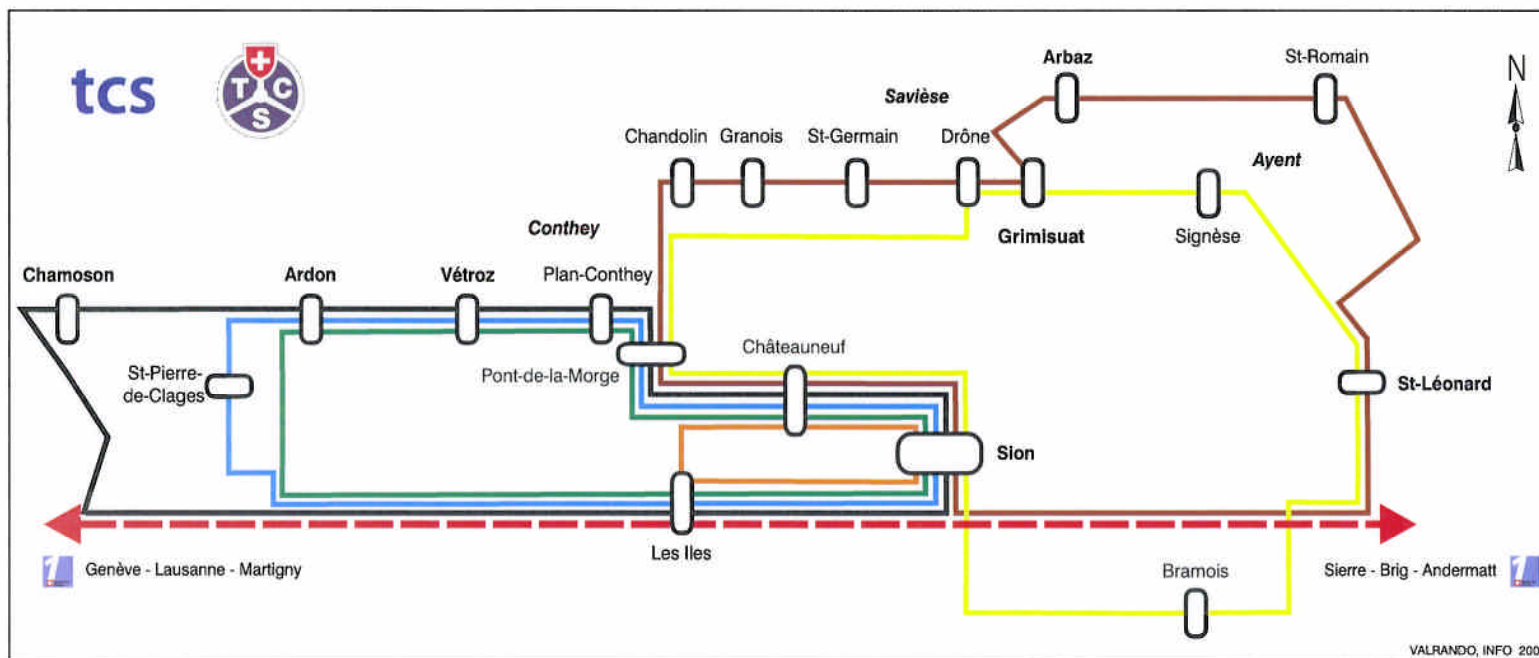 tcs
T C
S
Arbaz
St-Romain
N
Savièse
Chandolin
Granois
St-Germain
Drône
Ayent
Conthey
Grimisuat
Signèse
Chamoson
Ardon
Vétroz
Plan-Conthey
St-Pierre-
de-Clages
Pont-de-la-Morge
Châteauneuf
St-Léonard
Sion
Les Iles
1
Genève - Lausanne - Martigny
Bramois
Sierre - Brig - Andermatt
1
VALRANDO, INFO 200